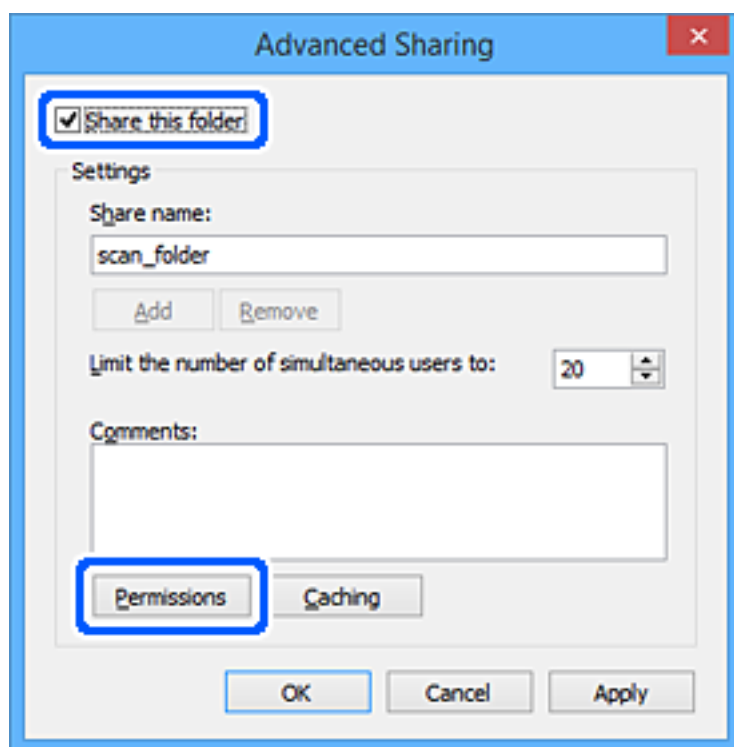 Advanced Sharing
Share this folder
Settings
Share name:
scan_folder
Add Remove
Limit the number of simultaneous users to: 20
Comments:
Permissions Caching
OK Cancel Apply